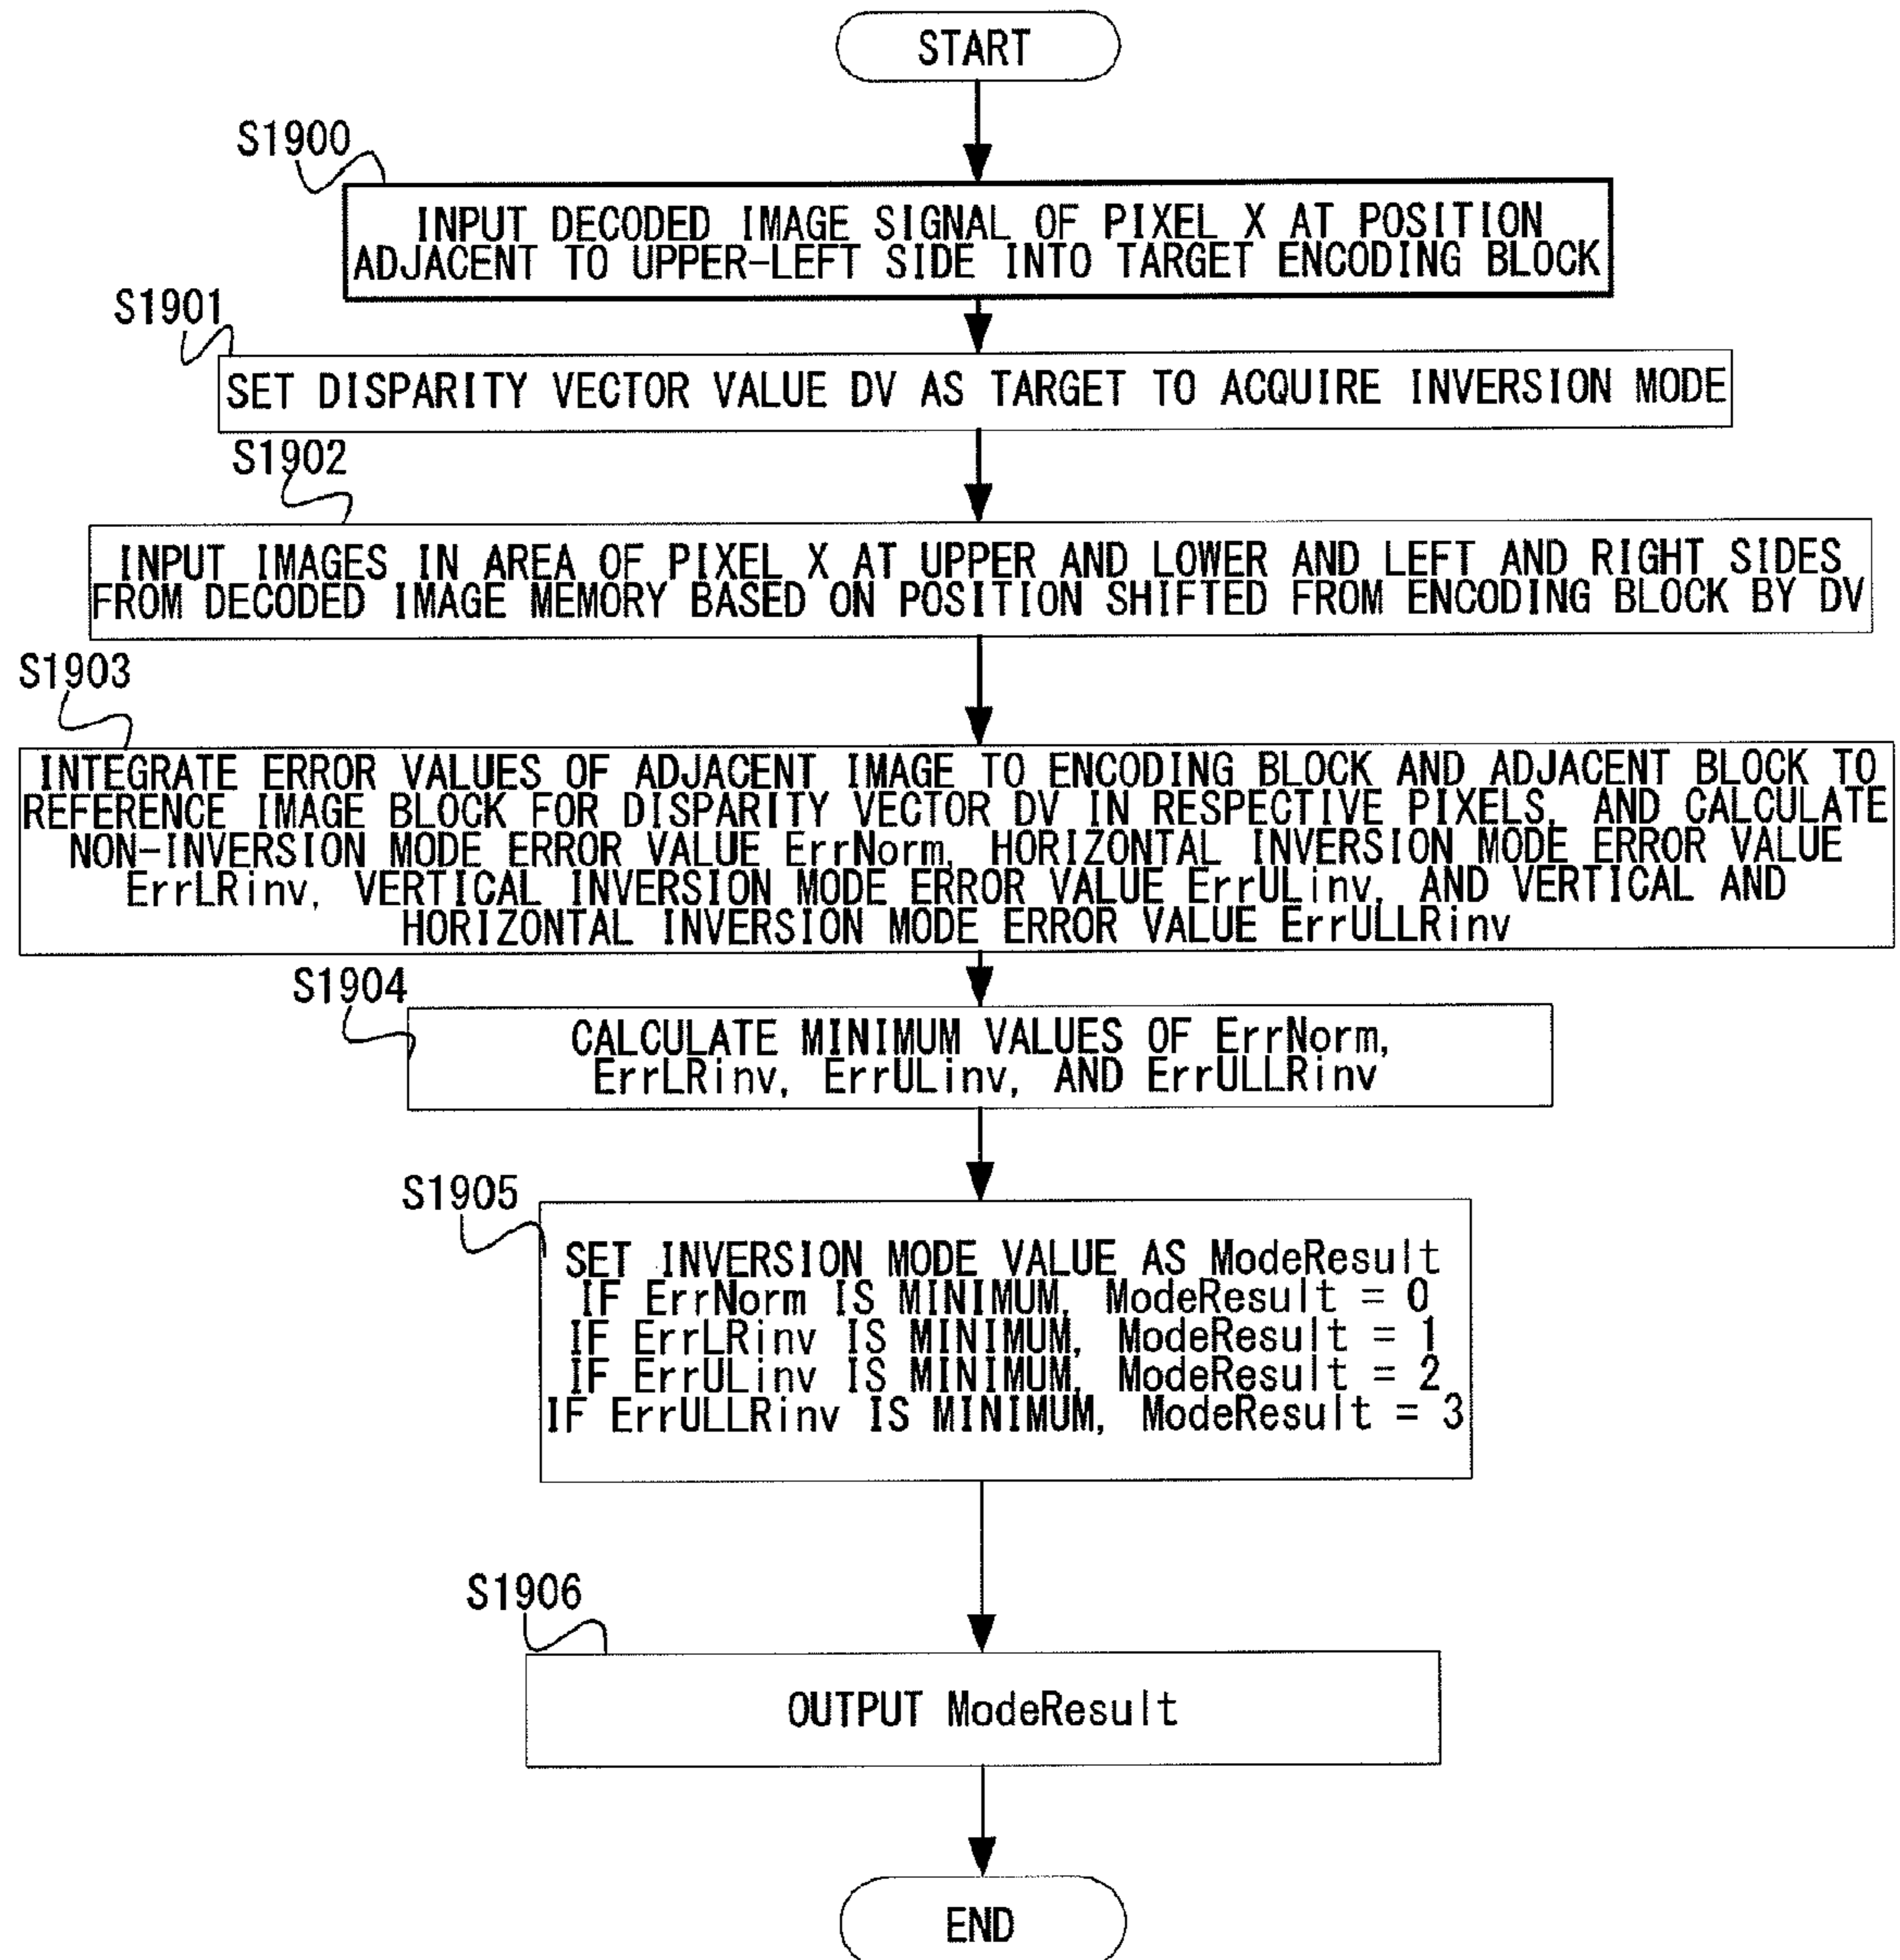 START
S1900
INPUT DECODED IMAGE SIGNAL OF PIXEL X AT POSITION
ADJACENT TO UPPER-LEFT SIDE INTO TARGET ENCODING BLOCK
S1901
SET DISPARITY VECTOR VALUE DV AS TARGET TO ACQUIRE INVERSION MODE
S1902
INPUT IMAGES IN AREA OF PIXEL X AT UPPER AND LOWER AND LEFT AND RIGHT SIDES
FROM DECODED IMAGE MEMORY BASED ON POSITION SHIFTED FROM ENCODING BLOCK BY DV
S1903
INTEGRATE ERROR VALUES OF ADJACENT IMAGE TO ENCODING BLOCK AND ADJACENT BLOCK TO
REFERENCE IMAGE BLOCK FOR DISPARITY VECTOR DV IN RESPECTIVE PIXELS, AND CALCULATE
NON-INVERSION MODE ERROR VALUE ErrNorm, HORIZONTAL INVERSION MODE ERROR VALUE
ErrLRinv, VERTICAL INVERSION MODE ERROR VALUE ErrULinv, AND VERTICAL AND
HORIZONTAL INVERSION MODE ERROR VALUE ErrULLRinv
S1904
CALCULATE MINIMUM VALUES OF ErrNorm,
ErrLRinv, ErrULinv, AND ErrULLRinv
S1905
SET INVERSION MODE VALUE AS ModeResult
IF ErrNorm IS MINIMUM, ModeResult = 0
IF ErrLRinv IS MINIMUM, ModeResult = 1
IF ErrULinv IS MINIMUM, ModeResult = 2
IF ErrULLRinv IS MINIMUM, ModeResult = 3
S1906
OUTPUT ModeResult
END